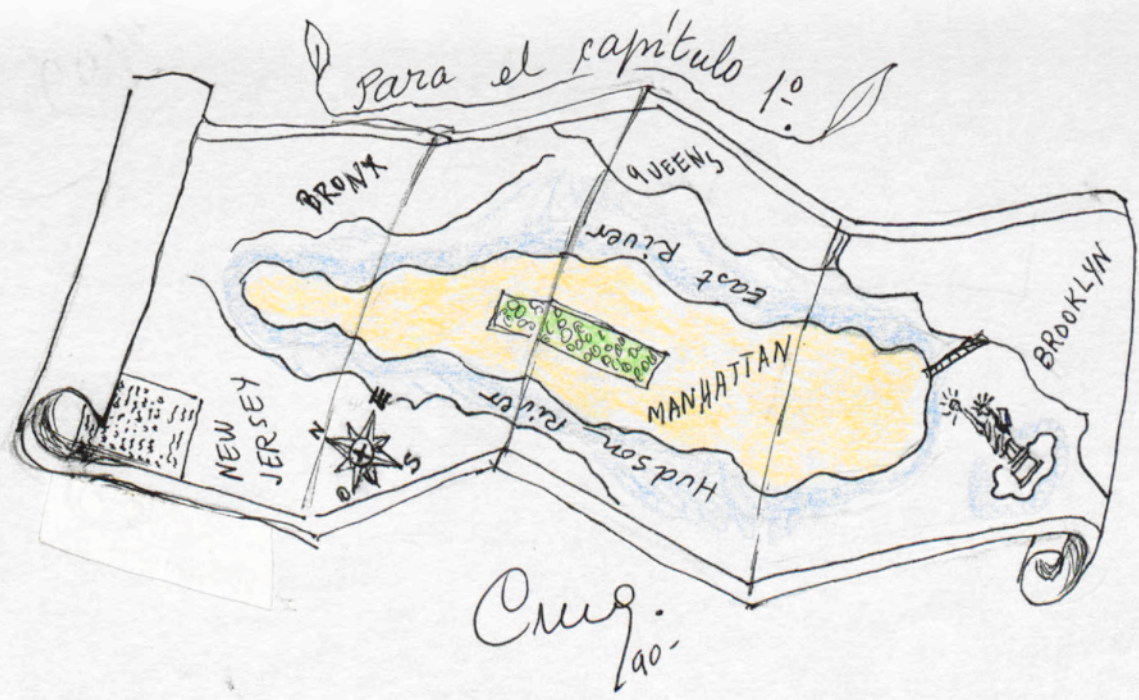 Para el capítulo 1º.
BRONX
QUEENS
East River
BROOKLYN
MANHATTAN
Hudson River
NEW
JERSEY
N
E
S
O
90-